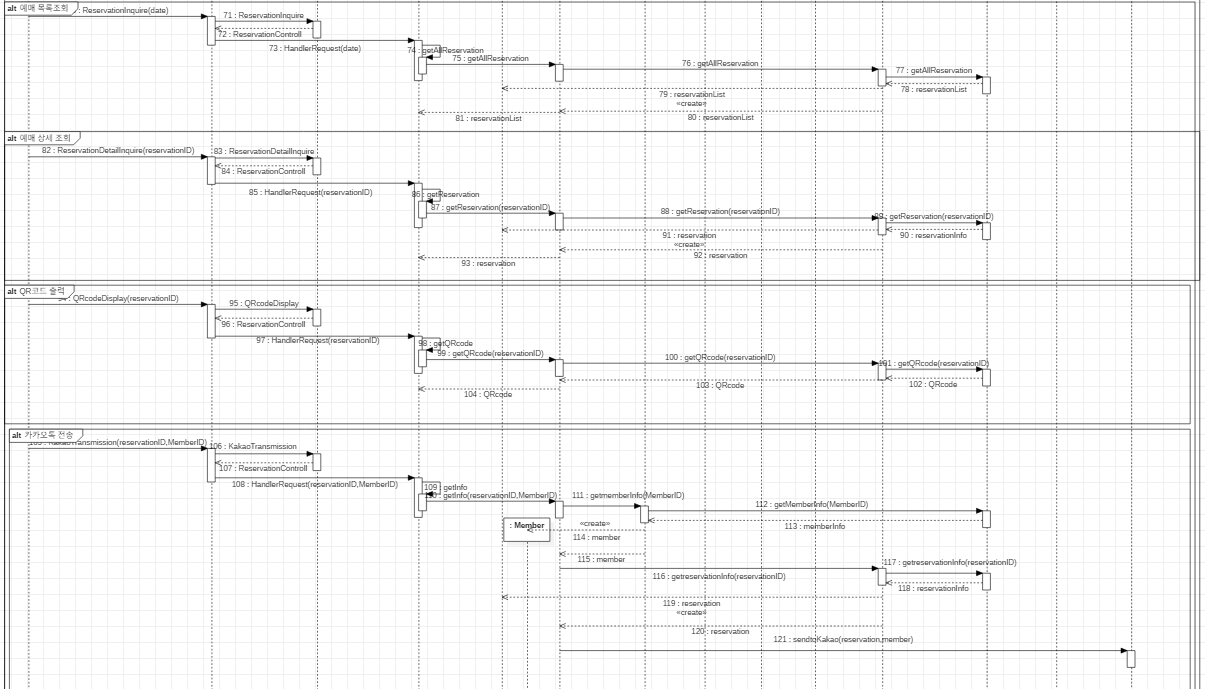 alt 예매 목록조회
: ReservationInquire(date)
71 : ReservationInquire
72 : ReservationControll
73 : HandlerRequest(date)
74 : getAllReservation
75 : getAllReservation
76 : getAllReservation
77 : getAllReservation
78 : reservationList
79 : reservationList
«create»
80 : reservationList
81 : reservationList
alt 예매 상세 조회
82 : ReservationDetailInquire(reservationID)
83 : ReservationDetailInquire
84 : ReservationControll
85 : HandlerRequest(reservationID)
86 : getReservation
87 : getReservation(reservationID)
88 : getReservation(reservationID)
89 : getReservation(reservationID)
90 : reservationInfo
91 : reservation
«create»
92 : reservation
93 : reservation
alt QR코드 출력
94 : QRcodeDisplay(reservationID)
95 : QRcodeDisplay
96 : ReservationControll
97 : HandlerRequest(reservationID)
98 : getQRcode
99 : getQRcode(reservationID)
100 : getQRcode(reservationID)
101 : getQRcode(reservationID)
102 : QRcode
103 : QRcode
104 : QRcode
alt 카카오톡 전송
105 : KakaoTransmission(reservationID,MemberID)
106 : KakaoTransmission
107 : ReservationControll
108 : HandlerRequest(reservationID,MemberID)
109 : getInfo
110 : getInfo(reservationID,MemberID)
111 : getmemberInfo(MemberID)
112 : getMemberInfo(MemberID)
113 : memberInfo
: Member
«create»
114 : member
115 : member
116 : getreservationInfo(reservationID)
117 : getreservationInfo(reservationID)
118 : reservationInfo
119 : reservation
«create»
120 : reservation
121 : sendtoKakao(reservation,member)